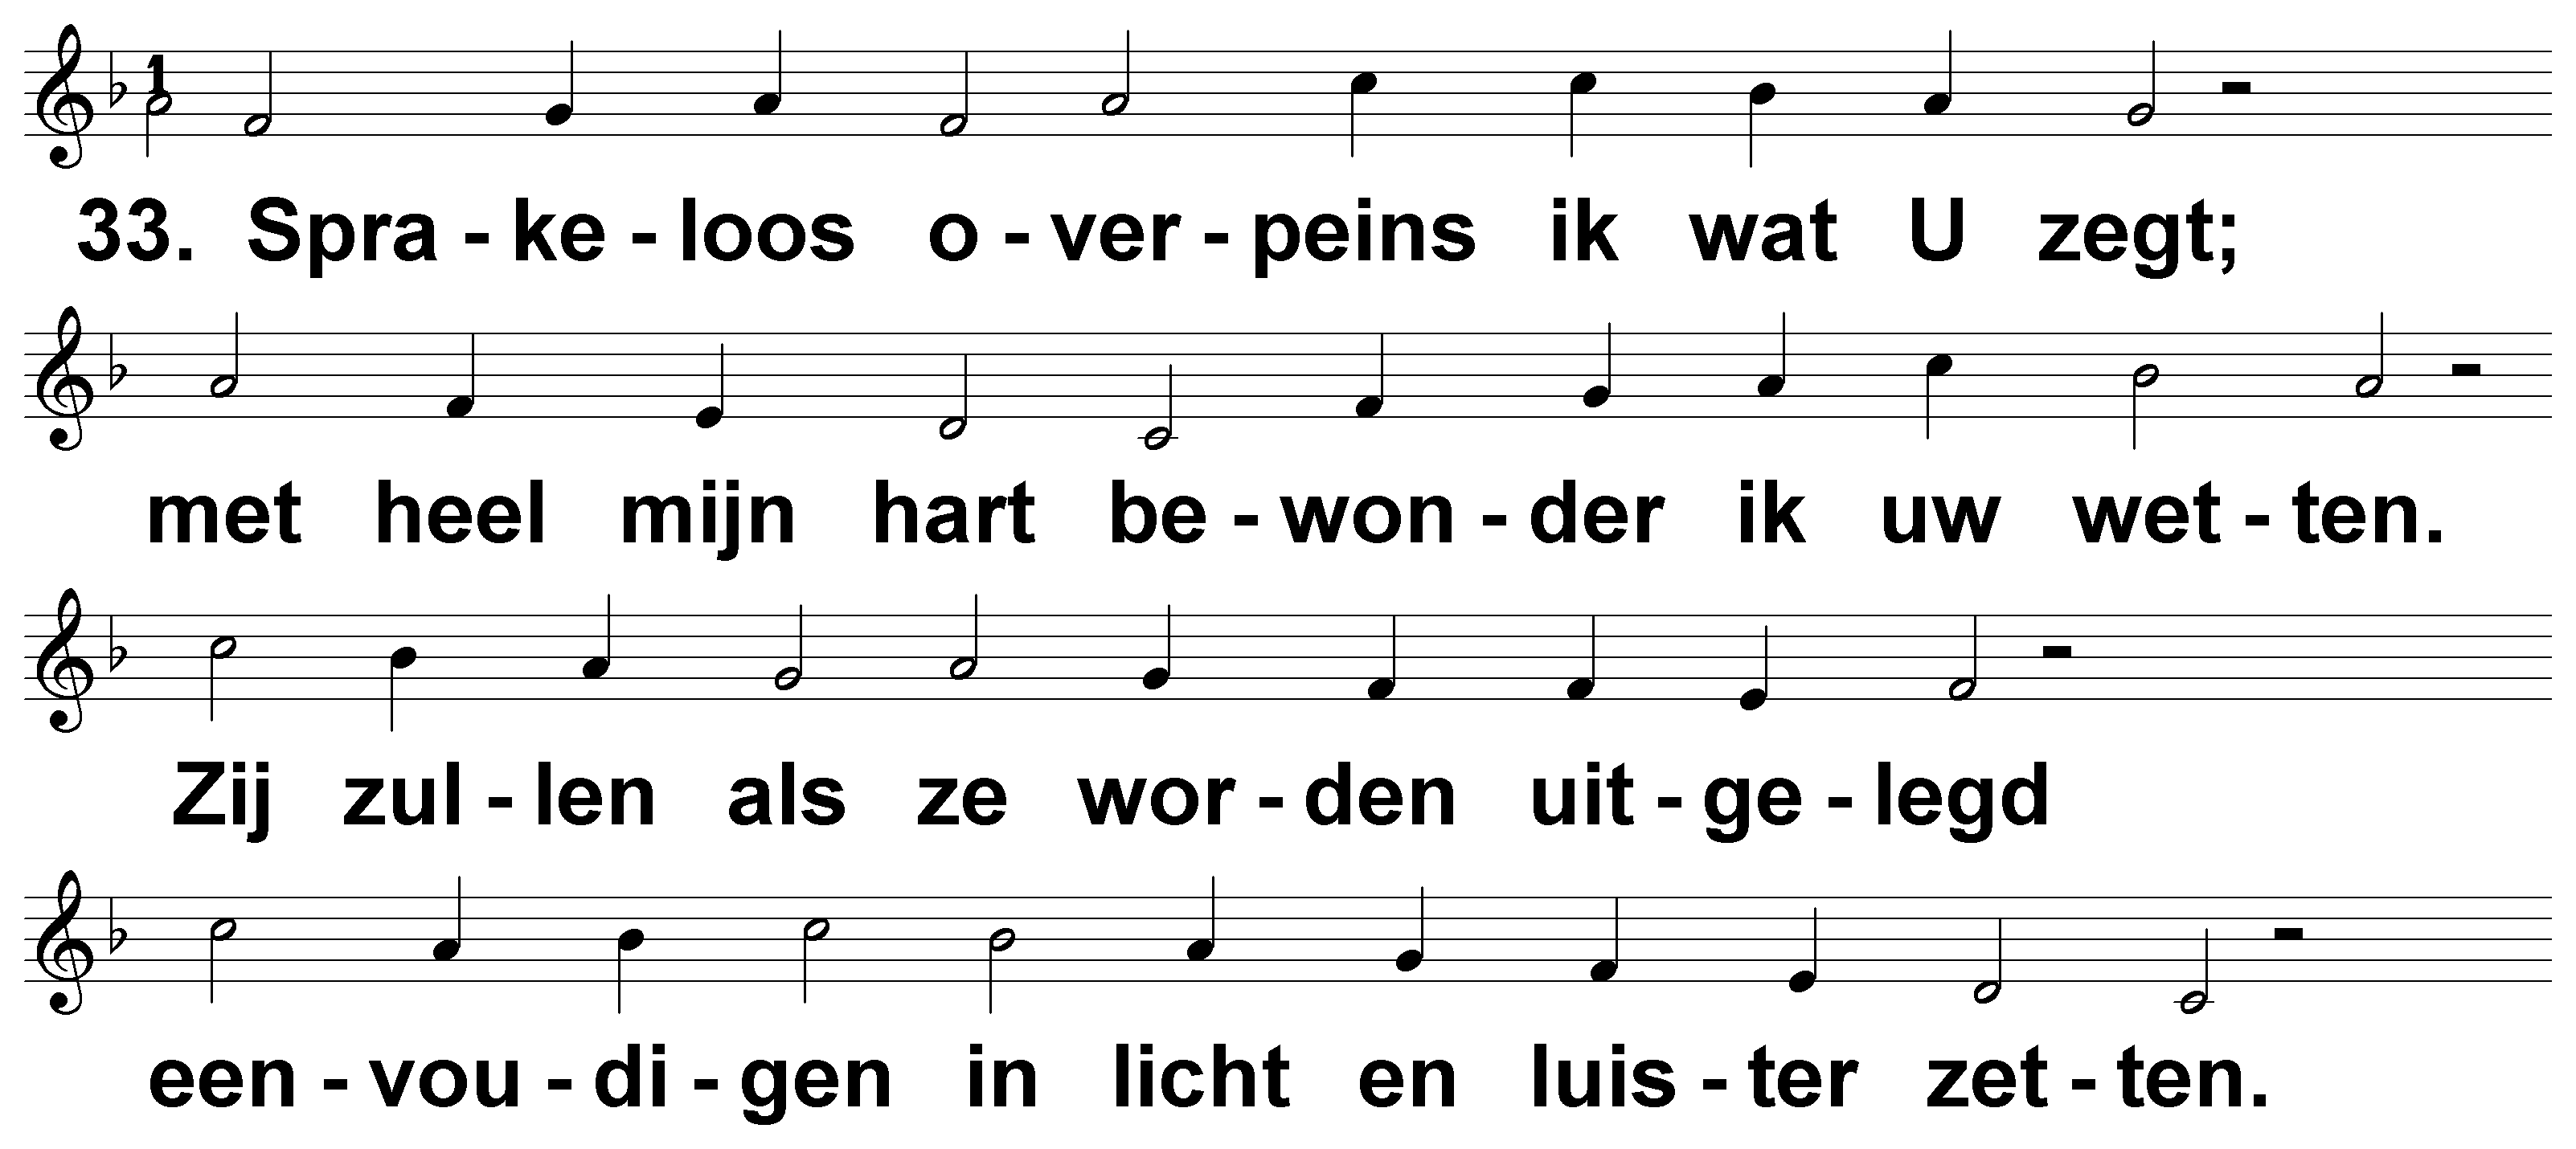 1
33. Spra - ke - loos o - ver - peins ik wat U zegt;
met heel mijn hart be - won - der ik uw wet - ten.
Zij zul - len als ze wor - den uit - ge - legd
een - vou - di - gen in licht en luis - ter zet - ten.